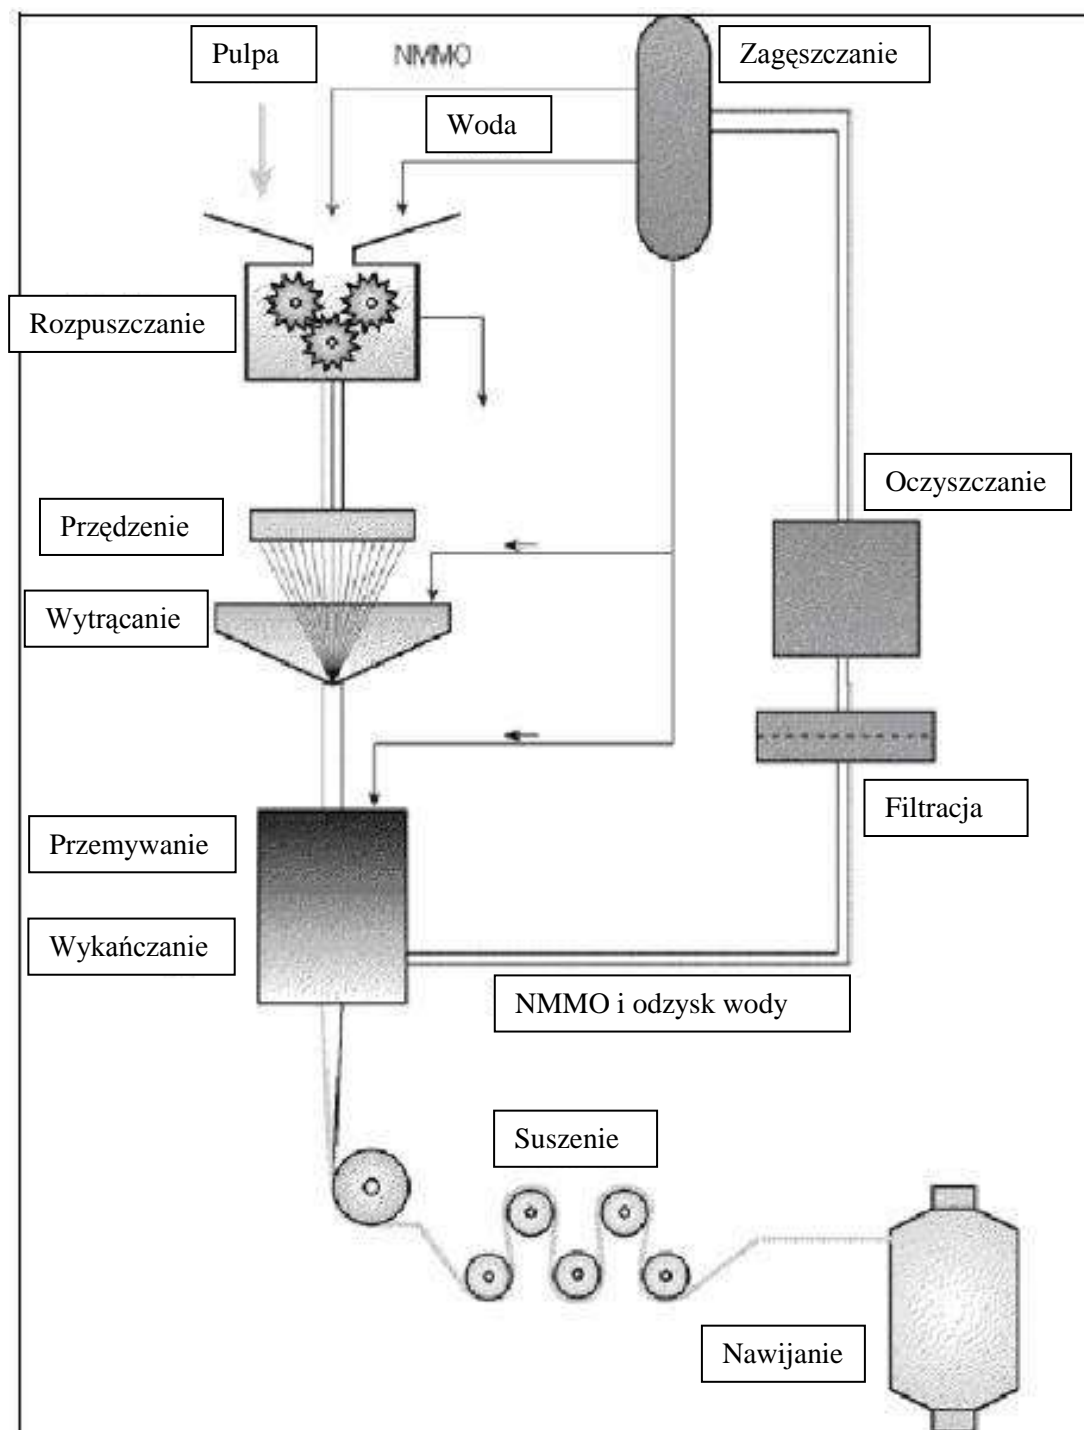 Pulpa
NMMO
Zagęszczanie
Woda
Rozpuszczanie
Oczyszczanie
Przędzenie
Wytrącanie
Filtracja
Przemywanie
Wykańczanie
NMMO i odzysk wody
Suszenie
Nawijanie